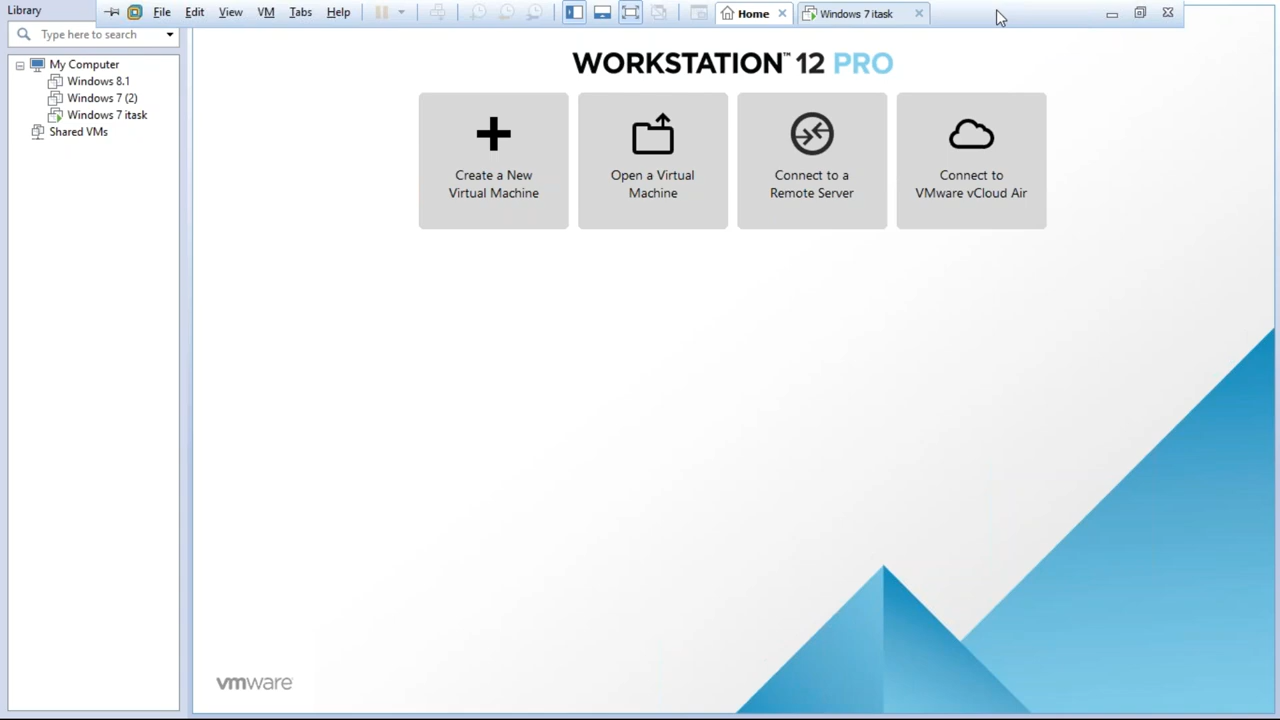 Library
File Edit View VM Tabs Help
Home
Windows 7 itask
Type here to search
My Computer
Windows 8.1
Windows 7 (2)
Windows 7 itask
Shared VMs
WORKSTATION™ 12 PRO
Create a New
Virtual Machine
Open a Virtual
Machine
Connect to a
Remote Server
Connect to
VMware vCloud Air
vmware